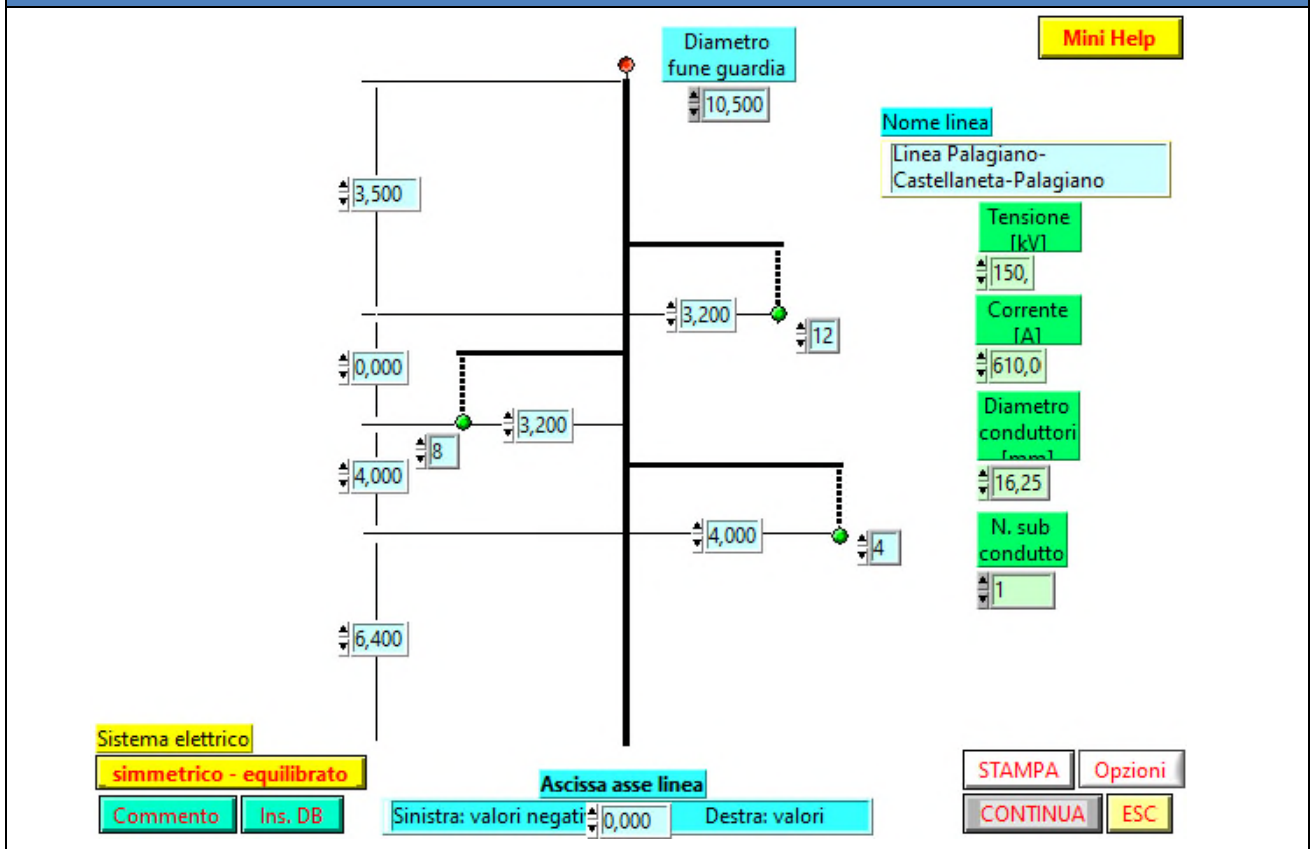 Diametro
fune guardia
10,500
Mini Help
Nome linea
Linea Palagiano-
Castellaneta-Palagiano
3,500
Tensione
[kV]
150,
3,200
12
Corrente
[A]
610,0
0,000
3,200
8
Diametro
conduttori
[mm]
16,25
4,000
4,000
4
N. sub
condutto
1
6,400
Sistema elettrico
simmetrico - equilibrato
Commento
Ins. DB
Ascissa asse linea
Sinistra: valori negati
0,000
Destra: valori
STAMPA
Opzioni
CONTINUA
ESC